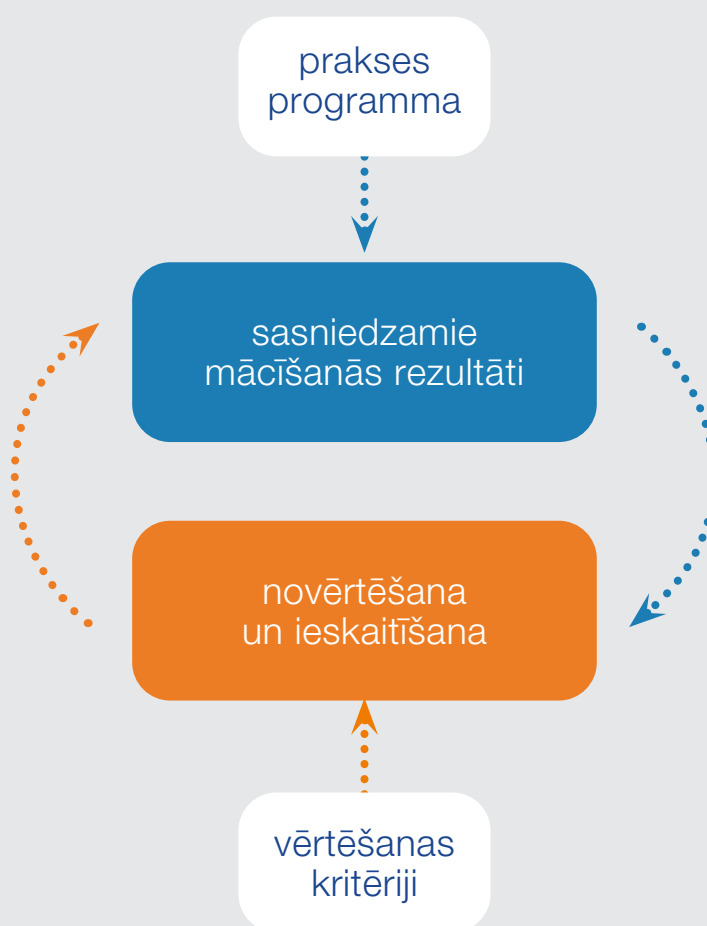 prakses
programma
sasniedzamie
mācīšanās rezultāti
novērtēšana
un ieskaitīšana
vērtēšanas
kritēriji